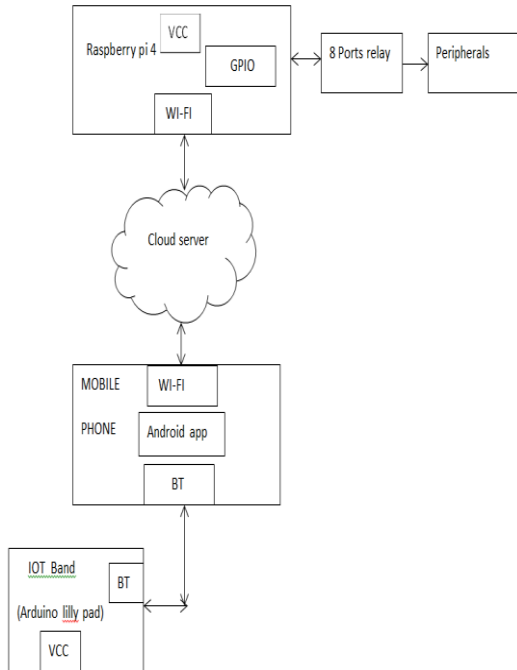 VCC
Raspberry pi 4
GPIO
WI-FI
8 Ports relay
Peripherals
Cloud server
MOBILE
WI-FI
PHONE
Android app
BT
IOT Band
BT
(Arduino lilly pad)
VCC